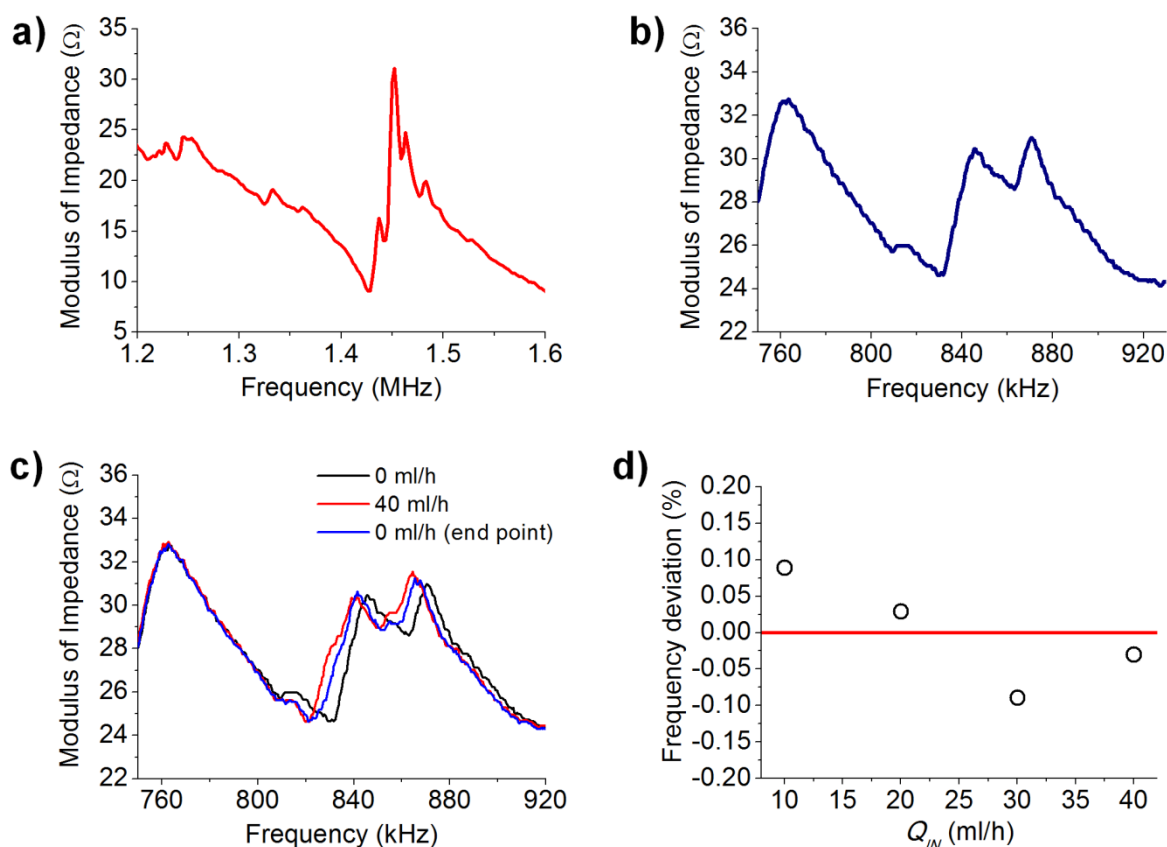 a)
Modulus of Impedance (Ω)
35
30
25
20
15
10
5
1.2 1.3 1.4 1.5 1.6
Frequency (MHz)
b)
Modulus of Impedance (Ω)
36
34
32
30
28
26
24
22
760 800 840 880 920
Frequency (kHz)
c)
Modulus of Impedance (Ω)
36
34
32
30
28
26
24
22
0 ml/h
40 ml/h
0 ml/h (end point)
760 800 840 880 920
Frequency (kHz)
d)
Frequency deviation (%)
0.20
0.15
0.10
0.05
0.00
-0.05
-0.10
-0.15
-0.20
10 15 20 25 30 35 40
Q_IN (ml/h)